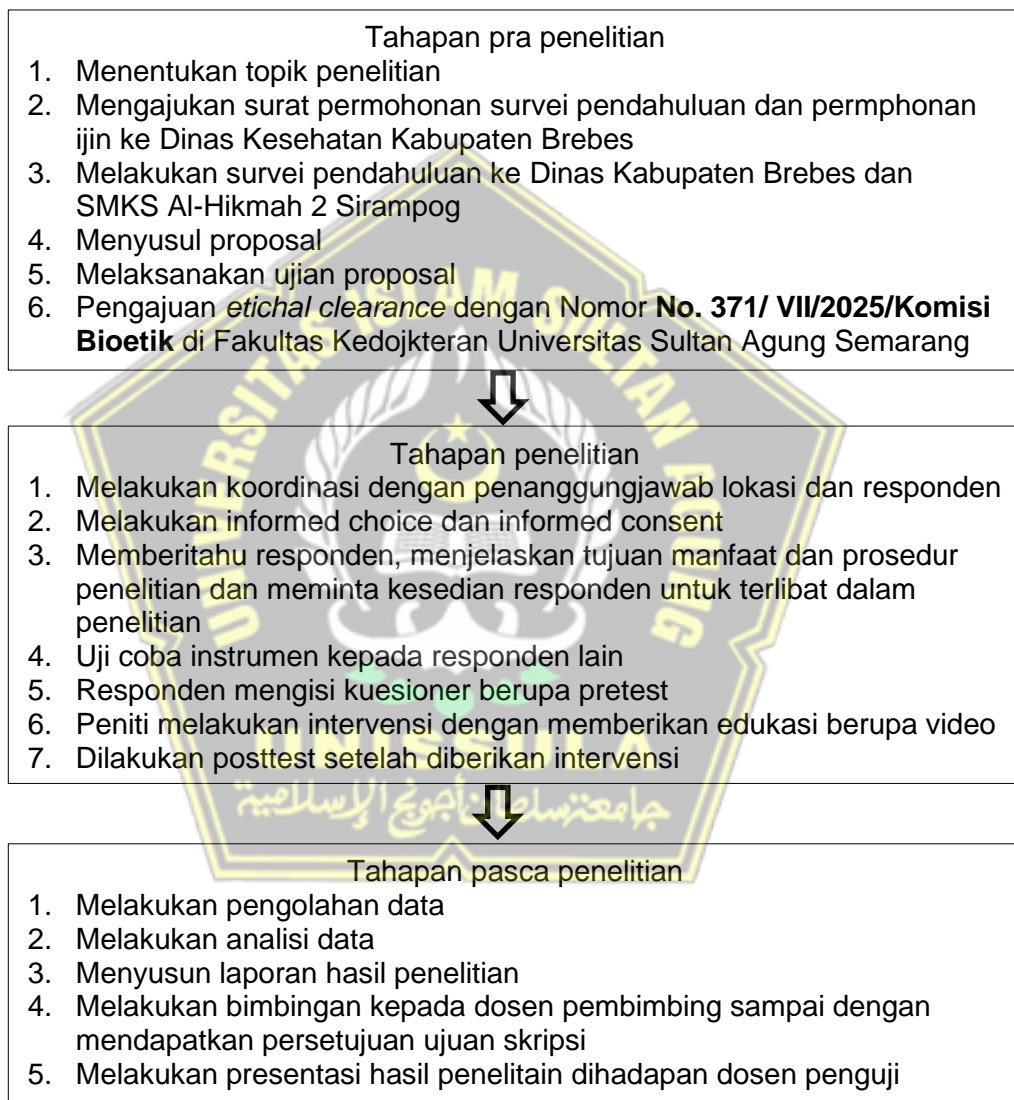 Tahapan pra penelitian
1. Menentukan topik penelitian
2. Mengajukan surat permohonan survei pendahuluan dan permphonan
ijin ke Dinas Kesehatan Kabupaten Brebes
3. Melakukan survei pendahuluan ke Dinas Kabupaten Brebes dan
SMKS Al-Hikmah 2 Sirampog
4. Menyusul proposal
5. Melaksanakan ujian proposal
6. Pengajuan etichal clearance dengan Nomor No. 371/ VII/2025/Komisi
Bioetik di Fakultas Kedojkteran Universitas Sultan Agung Semarang
Tahapan penelitian
1. Melakukan koordinasi dengan penanggungjawab lokasi dan responden
2. Melakukan informed choice dan informed consent
3. Memberitahu responden, menjelaskan tujuan manfaat dan prosedur
penelitian dan meminta kesedian responden untuk terlibat dalam
penelitian
4. Uji coba instrumen kepada responden lain
5. Responden mengisi kuesioner berupa pretest
6. Peniti melakukan intervensi dengan memberikan edukasi berupa video
7. Dilakukan posttest setelah diberikan intervensi
Tahapan pasca penelitian
1. Melakukan pengolahan data
2. Melakukan analisi data
3. Menyusun laporan hasil penelitian
4. Melakukan bimbingan kepada dosen pembimbing sampai dengan
mendapatkan persetujuan ujuan skripsi
5. Melakukan presentasi hasil penelitain dihadapan dosen penguji
UNIVERSITAS ISLAM SULTAN AGUNG
UNISSULA
جامعتنسلطان أجونج الإسلامية